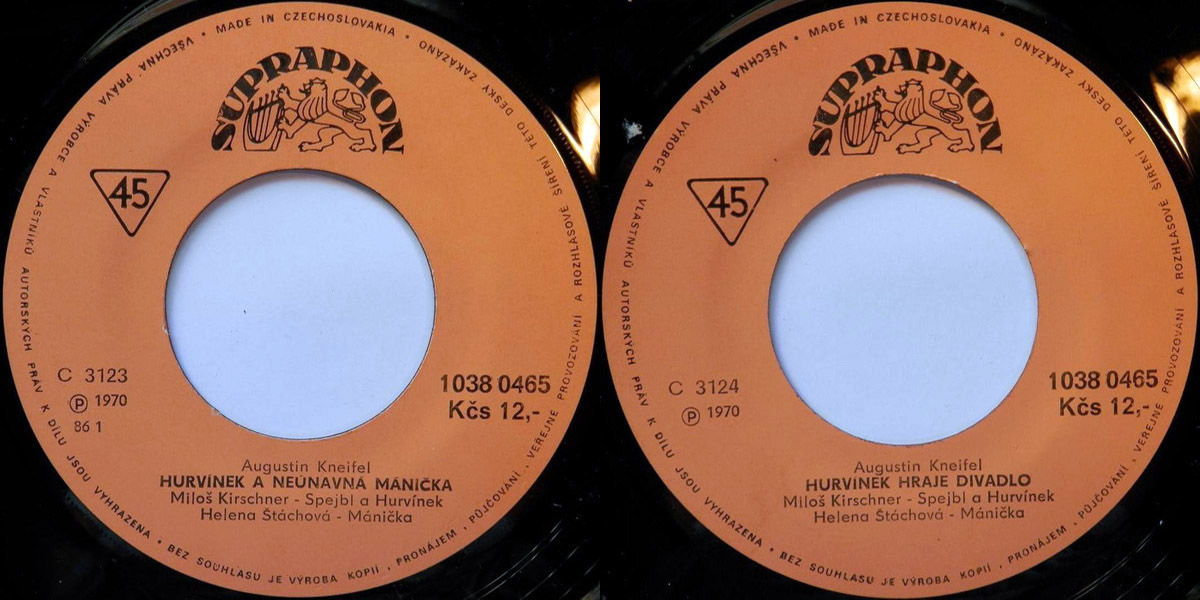 VŠECHNA PRÁVA VÝROBCE A VLASTNÍKŮ AUTORSKÝCH PRÁV K DÍLU JSOU VYHRAZENA • BEZ SOUHLASU JE VÝROBA KOPIÍ, PRONÁJEM, PŮJČOVÁNÍ, VEŘEJNÉ PROVOZOVÁNÍ A ROZHLASOVÉ ŠÍŘENÍ TÉTO DESKY ZAKÁZÁNO • MADE IN CZECHOSLOVAKIA •
SUPRAPHON
45
C 3123
Ⓟ 1970
86 1
1038 0465
Kčs 12,-
Augustin Kneifel
HURVÍNEK A NEÚNAVNÁ MÁNIČKA
Miloš Kirschner - Spejbl a Hurvínek
Helena Štáchová - Mánička
VŠECHNA PRÁVA VÝROBCE A VLASTNÍKŮ AUTORSKÝCH PRÁV K DÍLU JSOU VYHRAZENA • BEZ SOUHLASU JE VÝROBA KOPIÍ, PRONÁJEM, PŮJČOVÁNÍ, VEŘEJNÉ PROVOZOVÁNÍ A ROZHLASOVÉ ŠÍŘENÍ TÉTO DESKY ZAKÁZÁNO • MADE IN CZECHOSLOVAKIA •
SUPRAPHON
45
C 3124
Ⓟ 1970
1038 0465
Kčs 12,-
Augustin Kneifel
HURVÍNEK HRAJE DIVADLO
Miloš Kirschner - Spejbl a Hurvínek
Helena Štáchová - Mánička